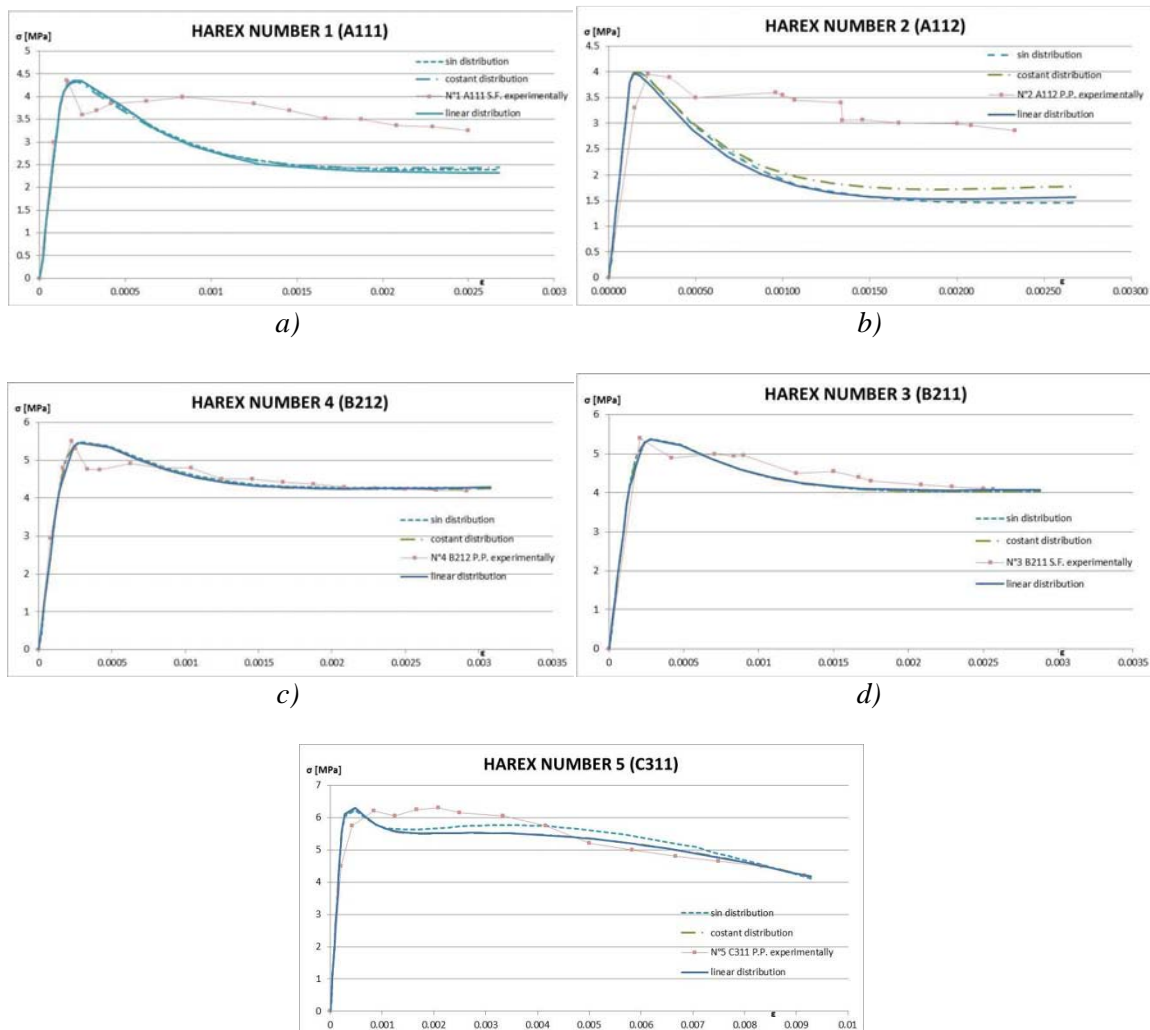 HAREX NUMBER 1 (A111)
σ [MPa]
5
4.5
4
3.5
3
2.5
2
1.5
1
0.5
0
0 0.0005 0.001 0.0015 0.002 0.0025 0.003
ε
sin distribution
costant distribution
N°1 A111 S.F. experimentally
linear distribution
a)
HAREX NUMBER 2 (A112)
σ [MPa]
4.5
4
3.5
3
2.5
2
1.5
1
0.5
0
0.00000 0.00050 0.00100 0.00150 0.00200 0.00250 0.00300
ε
sin distribution
costant distribution
N°2 A112 P.P. experimentally
linear distribution
b)
HAREX NUMBER 4 (B212)
σ [MPa]
6
5
4
3
2
1
0
0 0.0005 0.001 0.0015 0.002 0.0025 0.003 0.0035
ε
sin distribution
costant distribution
N°4 B212 P.P. experimentally
linear distribution
c)
HAREX NUMBER 3 (B211)
σ [MPa]
6
5
4
3
2
1
0
0 0.0005 0.001 0.0015 0.002 0.0025 0.003 0.0035
ε
sin distribution
costant distribution
N°3 B211 S.F. experimentally
linear distribution
d)
HAREX NUMBER 5 (C311)
σ [MPa]
7
6
5
4
3
2
1
0
0 0.001 0.002 0.003 0.004 0.005 0.006 0.007 0.008 0.009 0.01
ε
sin distribution
costant distribution
N°5 C311 P.P. experimentally
linear distribution